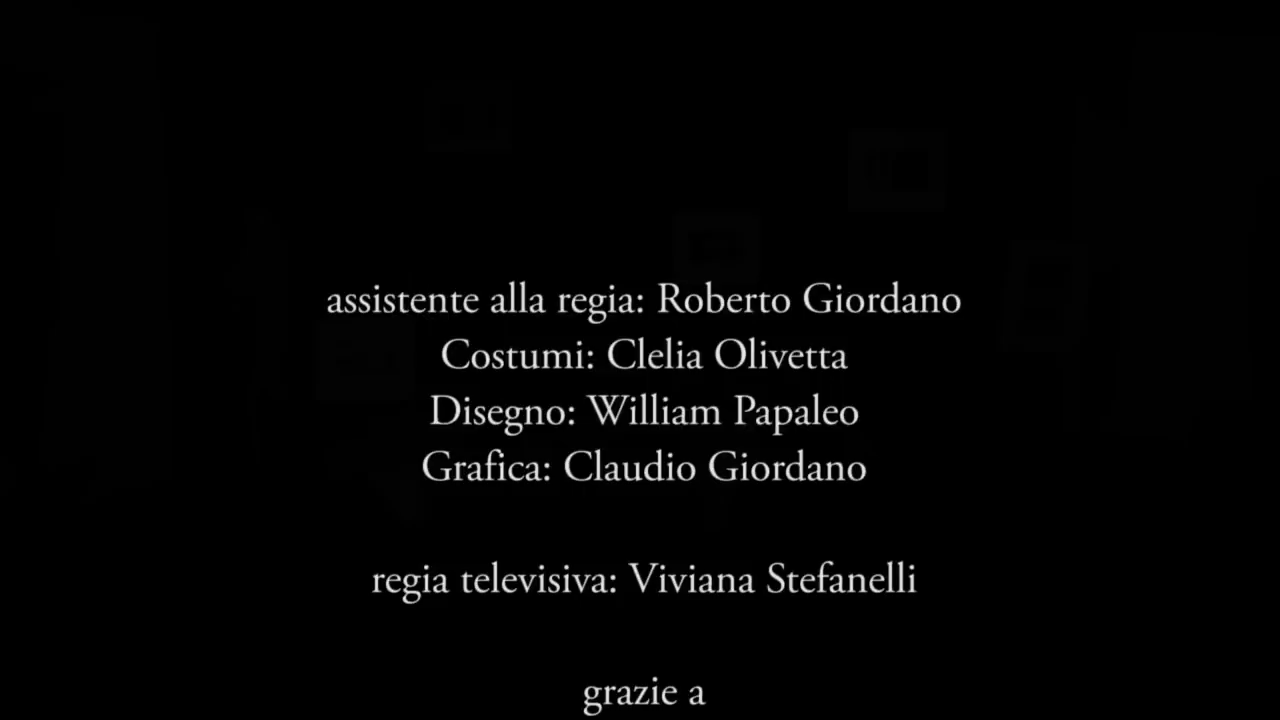 assistente alla regia: Roberto Giordano
Costumi: Clelia Olivetta
Disegno: William Papaleo
Grafica: Claudio Giordano
regia televisiva: Viviana Stefanelli
grazie a